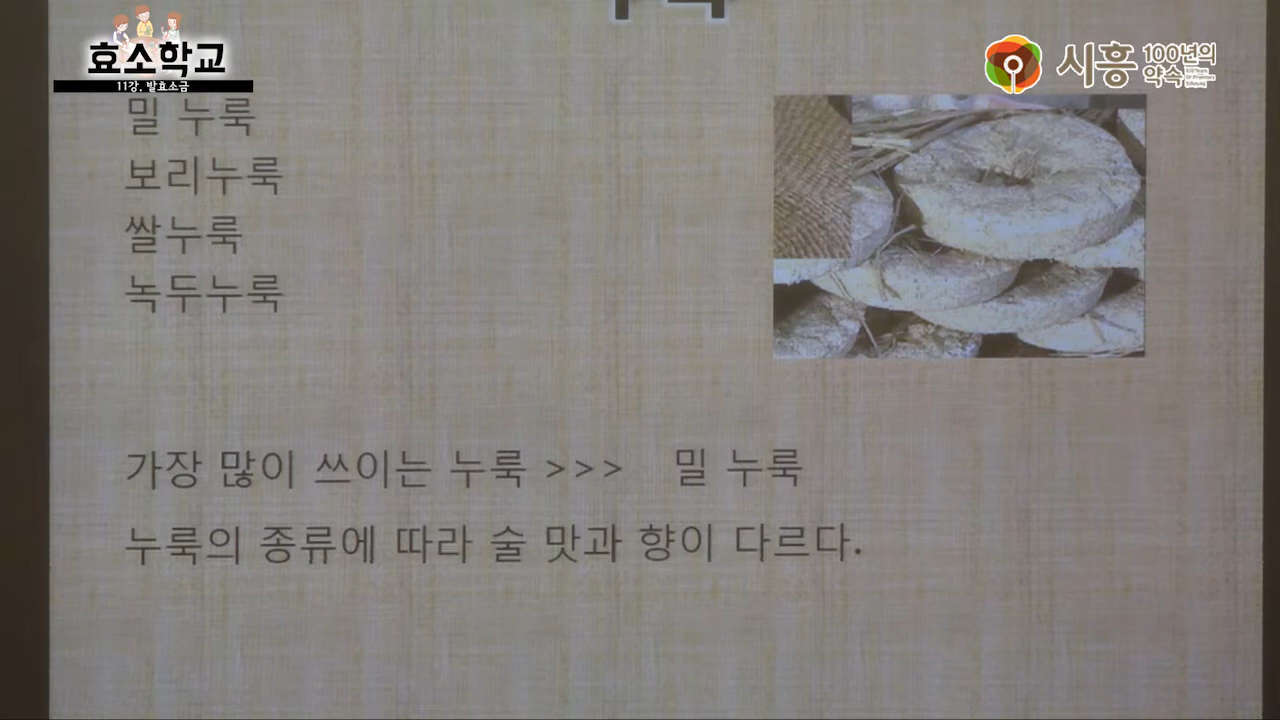 효소학교
11강. 발효소금
시흥 100년의
약속
밀 누룩
보리누룩
쌀누룩
녹두누룩
가장 많이 쓰이는 누룩 >>> 밀 누룩
누룩의 종류에 따라 술 맛과 향이 다르다.